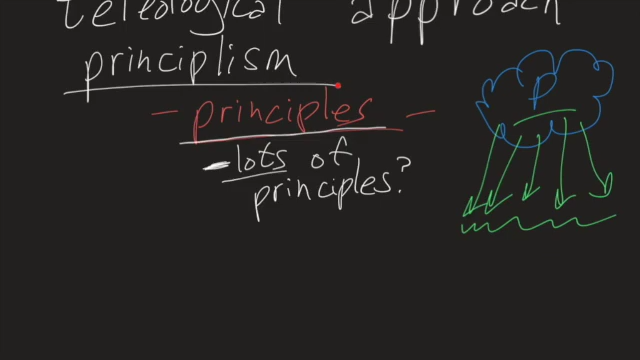 teleological approach
principlism
- principles -
- lots of
principles?
P